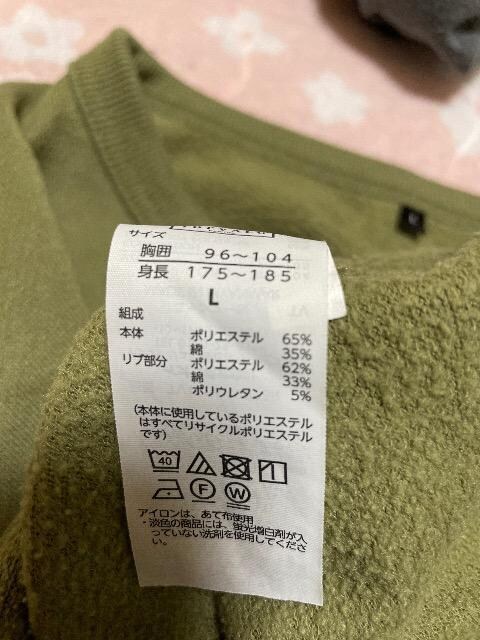 サイズ
胸囲 96～104
身長 175～185
L
組成
本体 ポリエステル 65%
綿 35%
リブ部分 ポリエステル 62%
綿 33%
ポリウレタン 5%
(本体に使用しているポリエステル
はすべてリサイクルポリエステル
です)
40
F W
アイロンは、あて布使用
・淡色の商品には、蛍光増白剤が入
っていない洗剤を使用してください。